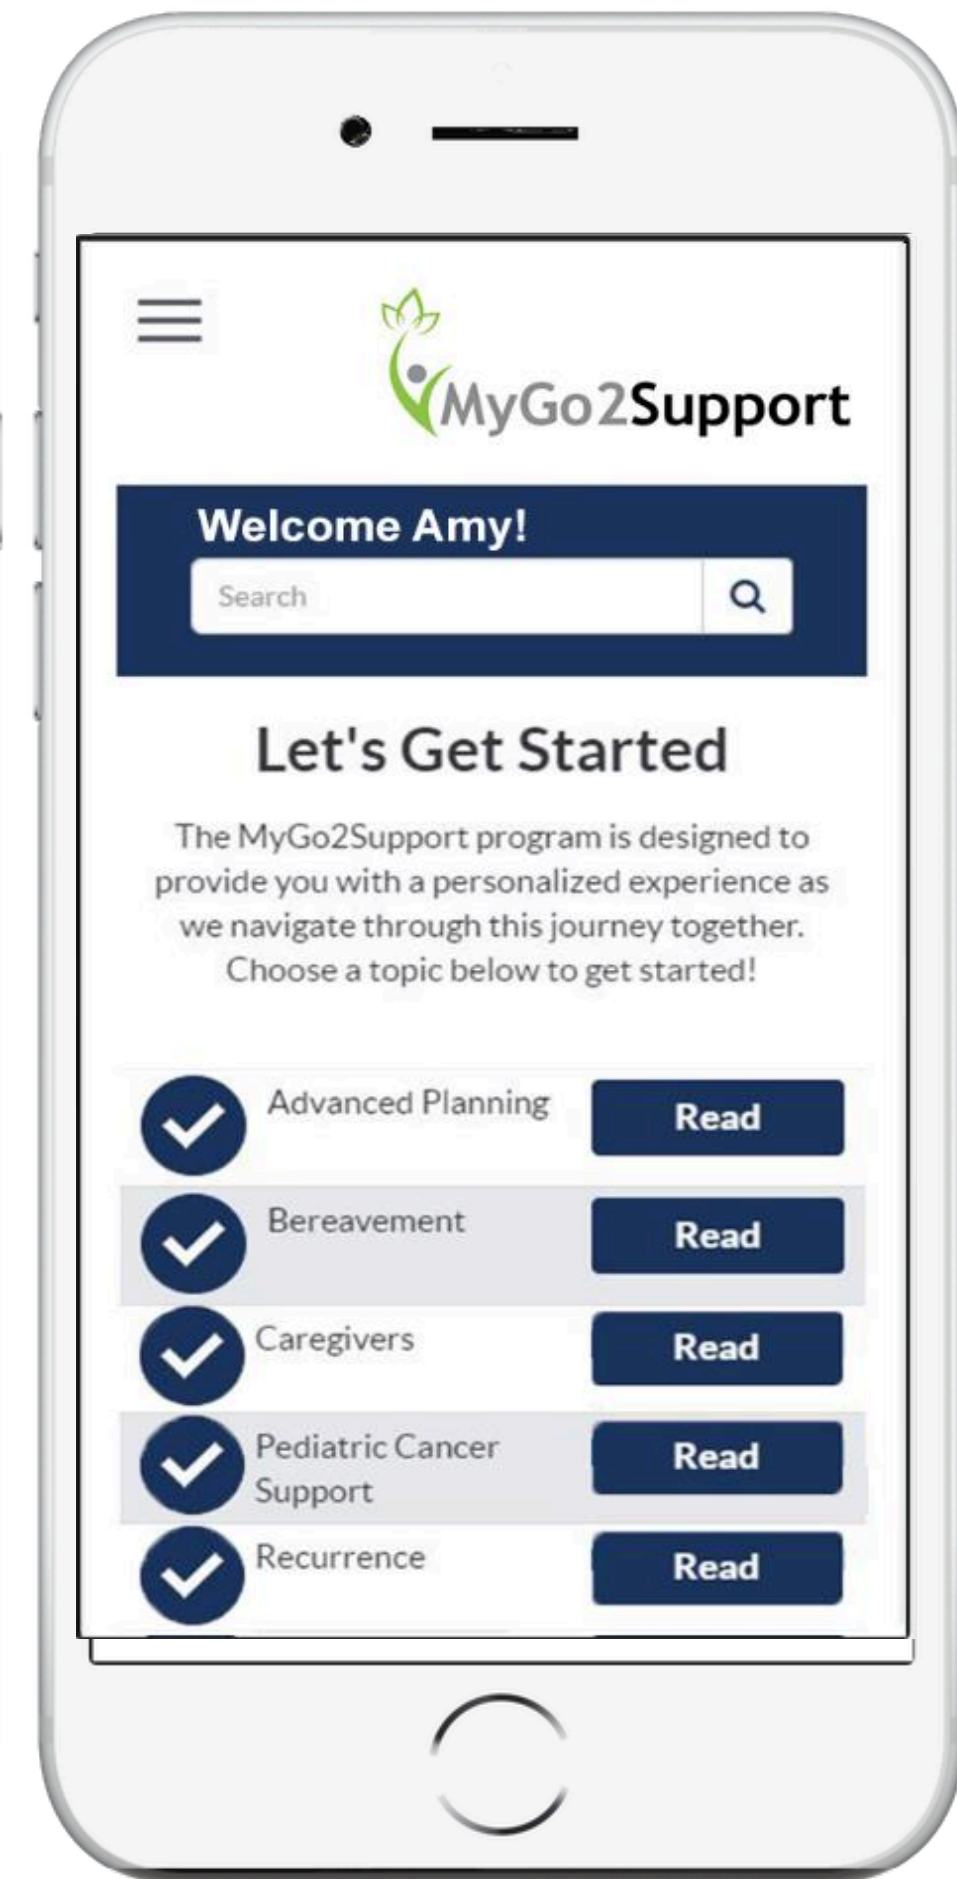 MyGo2Support
Welcome Amy!
Search
Let's Get Started
The MyGo2Support program is designed to
provide you with a personalized experience as
we navigate through this journey together.
Choose a topic below to get started!
Advanced Planning
Read
Bereavement
Read
Caregivers
Read
Pediatric Cancer
Support
Read
Recurrence
Read